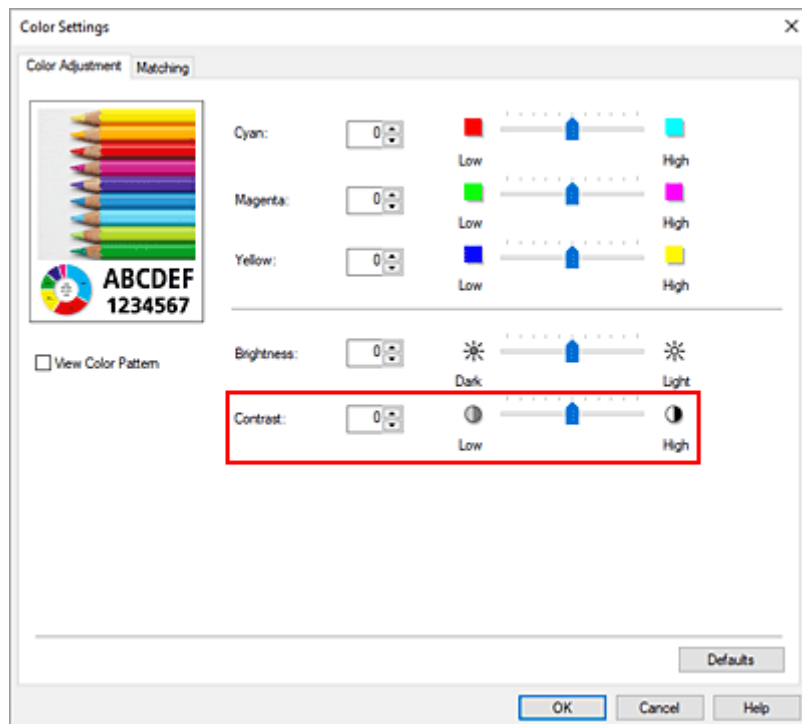 Color Settings
Color Adjustment Matching
ABCDEF
1234567
View Color Pattern
Cyan: 0
Low High
Magenta: 0
Low High
Yellow: 0
Low High
Brightness: 0
Dark Light
Contrast: 0
Low High
Defaults
OK Cancel Help